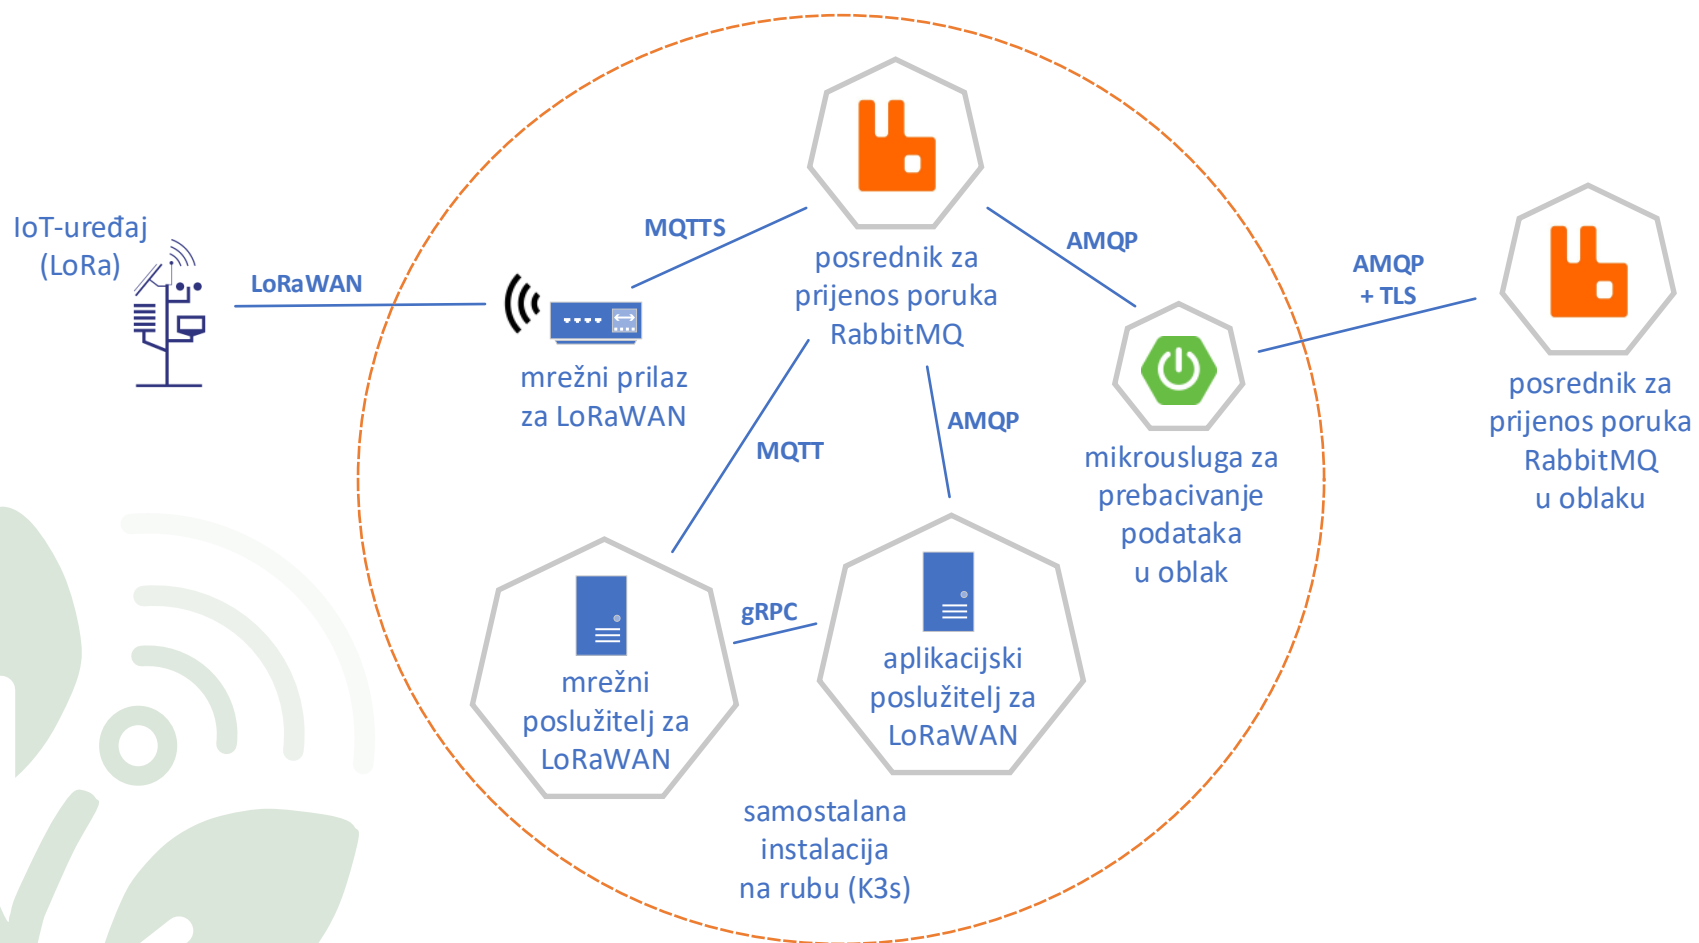 IoT-uređaj
(LoRa)
LoRaWAN
MQTTS
mrežni prilaz
za LoRaWAN
posrednik za
prijenos poruka
RabbitMQ
AMQP
AMQP
+ TLS
posrednik za
prijenos poruka
RabbitMQ
u oblaku
MQTT
AMQP
mikrousluga za
prebacivanje
podataka
u oblak
gRPC
mrežni
poslužitelj za
LoRaWAN
aplikacijski
poslužitelj za
LoRaWAN
samostalana
instalacija
na rubu (K3s)